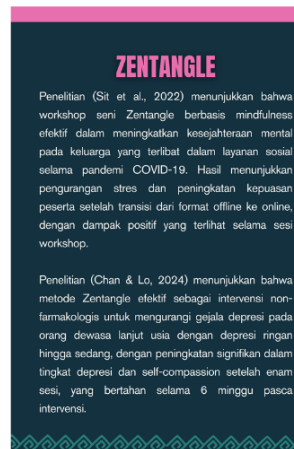 ZENTANGLE
Penelitian (Sit et al., 2022) menunjukkan bahwa
workshop seni Zentangle berbasis mindfulness
efektif dalam meningkatkan kesejahteraan mental
pada keluarga yang terlibat dalam layanan sosial
selama pandemi COVID-19. Hasil menunjukkan
pengurangan stres dan peningkatan kepuasan
peserta setelah transisi dari format offline ke online,
dengan dampak positif yang terlihat selama sesi
workshop.
Penelitian (Chan & Lo, 2024) menunjukkan bahwa
metode Zentangle efektif sebagai intervensi non-
farmakologis untuk mengurangi gejala depresi pada
orang dewasa lanjut usia dengan depresi ringan
hingga sedang, dengan peningkatan signifikan dalam
tingkat depresi dan self-compassion setelah enam
sesi, yang bertahan selama 6 minggu pasca
intervensi.